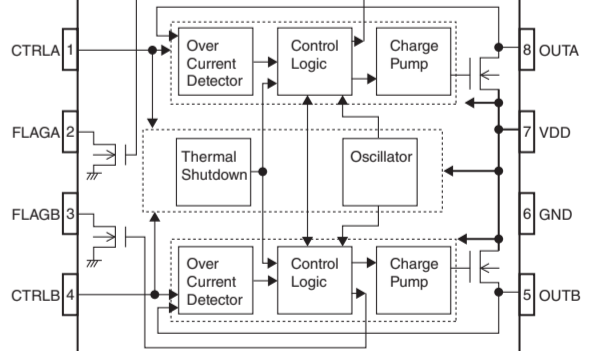 CTRLA 1
Over
Current
Detector
Control
Logic
Charge
Pump
8 OUTA
FLAGA 2
7 VDD
Thermal
Shutdown
Oscillator
FLAGB 3
6 GND
CTRLB 4
Over
Current
Detector
Control
Logic
Charge
Pump
5 OUTB